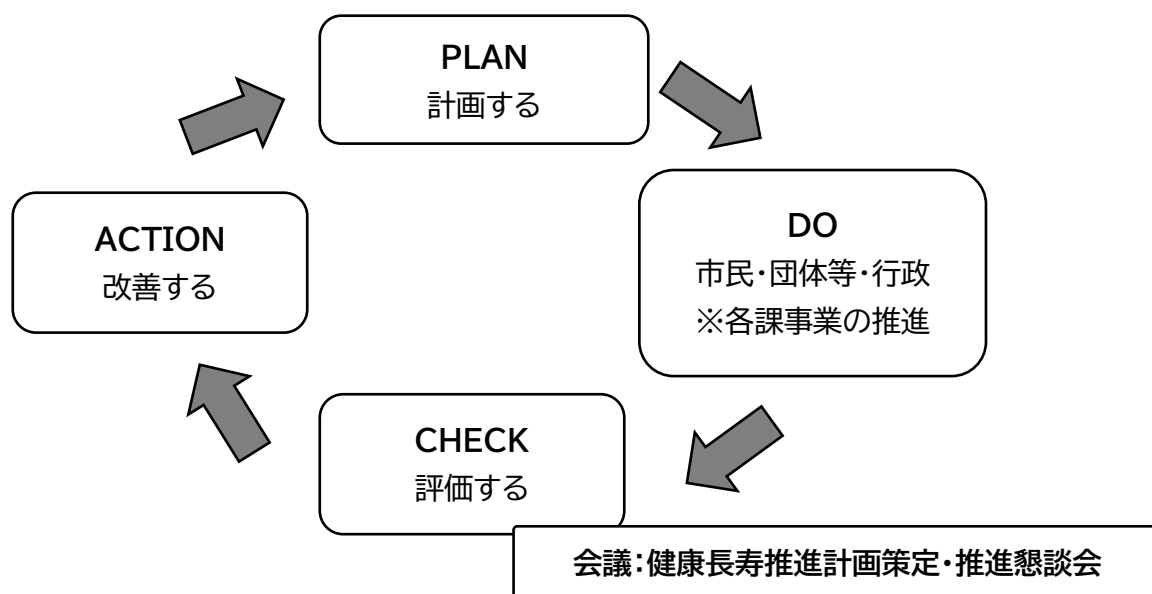 PLAN
計画する
DO
市民・団体等・行政
※各課事業の推進
CHECK
評価する
会議：健康長寿推進計画策定・推進懇談会
ACTION
改善する